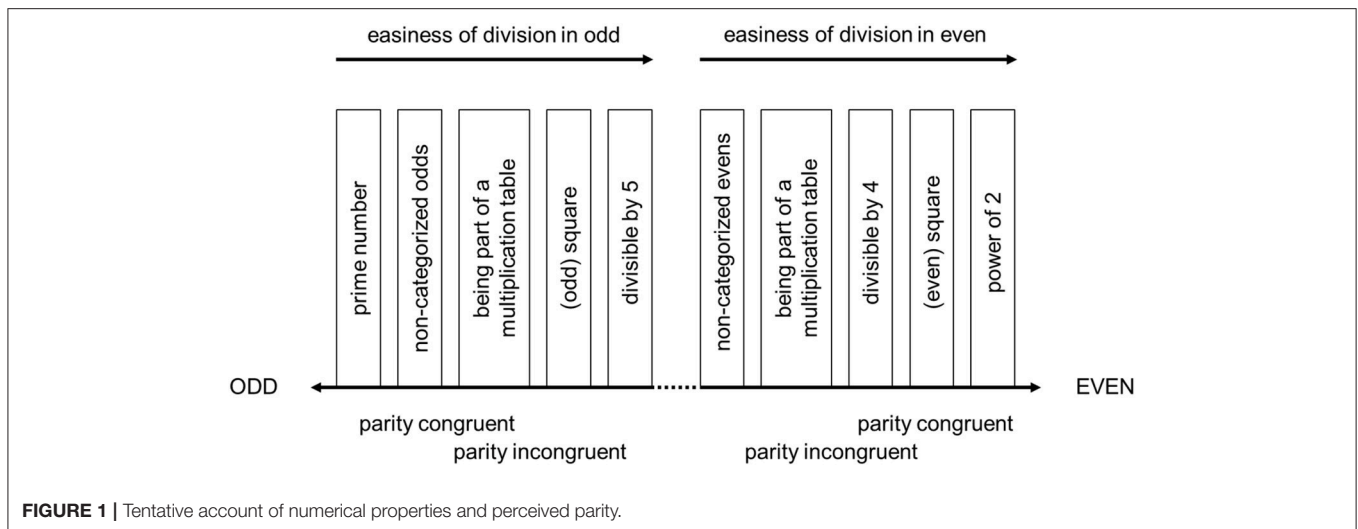 easiness of division in odd
easiness of division in even
prime number
non-categorized odds
being part of a
multiplication table
(odd) square
divisible by 5
non-categorized evens
being part of a
multiplication table
divisible by 4
(even) square
power of 2
ODD
EVEN
parity congruent
parity incongruent
parity congruent
parity incongruent
FIGURE 1 | Tentative account of numerical properties and perceived parity.